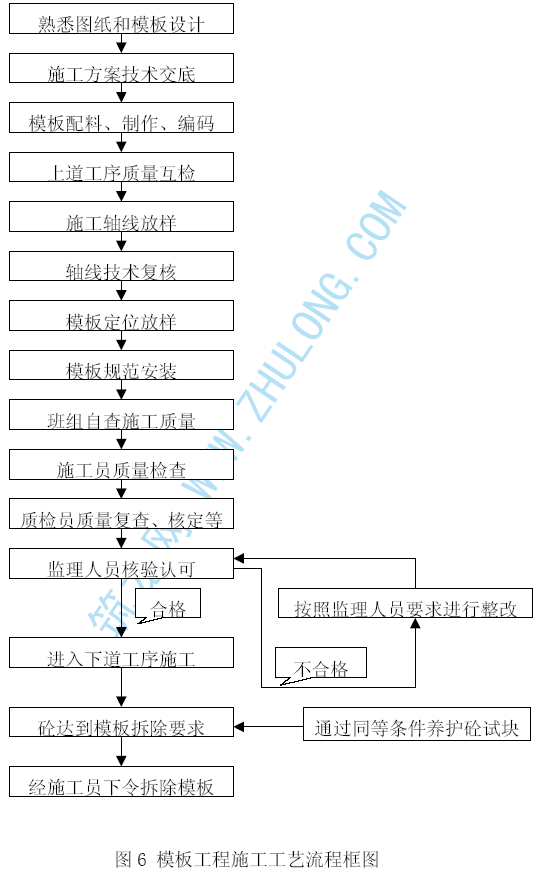 熟悉图纸和模板设计
施工方案技术交底
模板配料、制作、编码
上道工序质量互检
施工轴线放样
轴线技术复核
模板定位放样
模板规范安装
班组自查施工质量
施工员质量检查
质检员质量复查、核定等
监理人员核验认可
合格
按照监理人员要求进行整改
进入下道工序施工
不合格
砼达到模板拆除要求
通过同等条件养护砼试块
经施工员下令拆除模板
图6 模板工程施工工艺流程框图
WWW.ZHULONG.COM